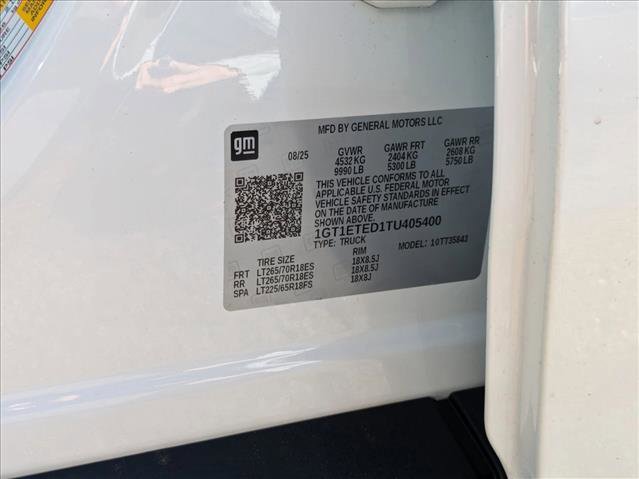 MFD BY GENERAL MOTORS LLC
gm
08/25
GVWR GAWR FRT GAWR RR
4532 KG 2404 KG 2608 KG
9990 LB 5300 LB 5750 LB
THIS VEHICLE CONFORMS TO ALL
APPLICABLE U.S. FEDERAL MOTOR
VEHICLE SAFETY STANDARDS IN EFFECT
ON THE DATE OF MANUFACTURE SHOWN
ABOVE.
1GT1ETED1TU405400
TYPE: TRUCK MODEL: 10TT35843
TIRE SIZE RIM
FRT LT265/70R18ES 18X8.5J
RR LT265/70R18ES 18X8.5J
SPA LT225/65R18FS 18X8J